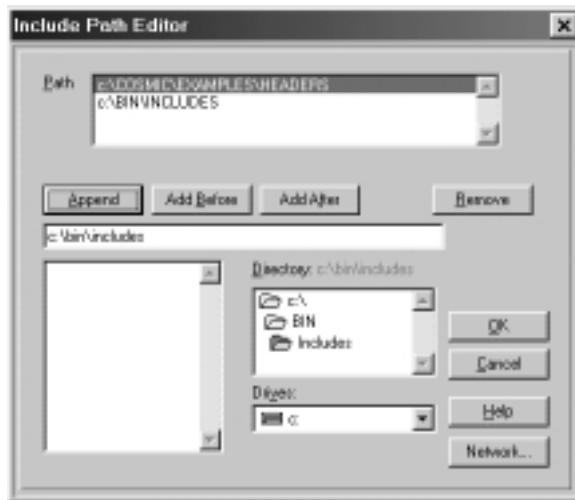 Include Path Editor
Path
c:\COSMIC\EXAMPLES\HEADERS
c:\BIN\INCLUDES
Append
Add Before
Add After
Remove
c:\bin\includes
Directory: c:\bin\includes
c:\
BIN
Includes
OK
Cancel
Drives:
c:
Help
Network...